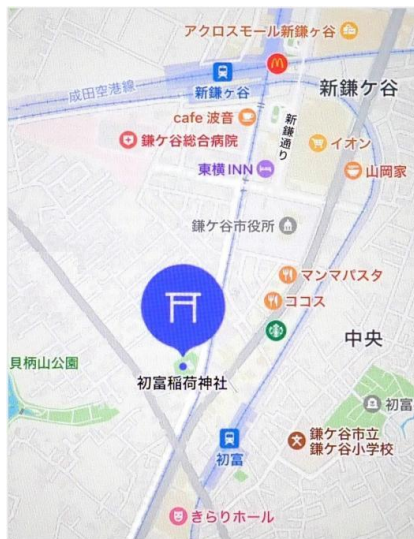 アクロスモール新鎌ヶ谷
成田空港線
新鎌ヶ谷
新鎌ケ谷
cafe 波音
新鎌通り
鎌ケ谷総合病院
イオン
東横INN
山岡家
鎌ケ谷市役所
マンマパスタ
ココス
中央
貝柄山公園
初富稲荷神社
初富
鎌ケ谷市立
鎌ケ谷小学校
初富
きらりホール